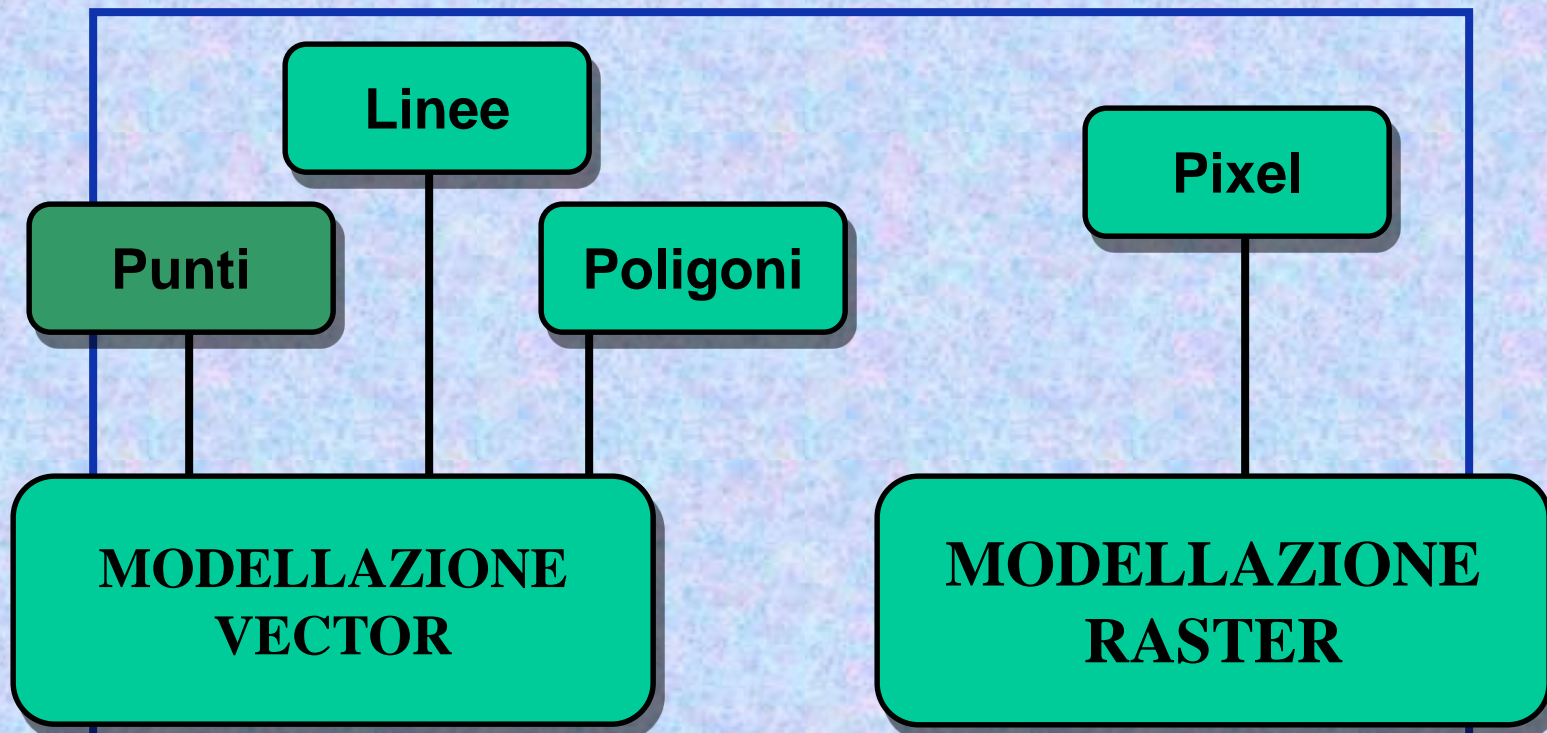 Linee
Pixel
Punti
Poligoni
MODELLAZIONE
VECTOR
MODELLAZIONE
RASTER